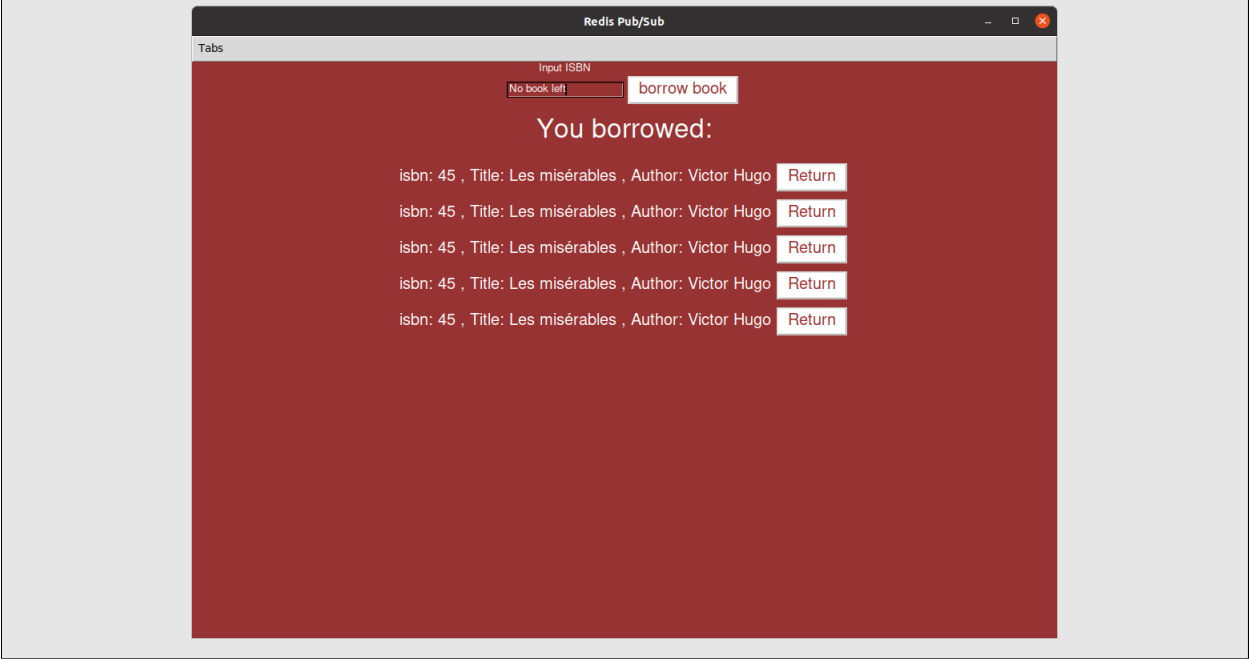 Redis Pub/Sub
Tabs
Input ISBN
No book left borrow book
You borrowed:
isbn: 45 , Title: Les misérables , Author: Victor Hugo Return
isbn: 45 , Title: Les misérables , Author: Victor Hugo Return
isbn: 45 , Title: Les misérables , Author: Victor Hugo Return
isbn: 45 , Title: Les misérables , Author: Victor Hugo Return
isbn: 45 , Title: Les misérables , Author: Victor Hugo Return